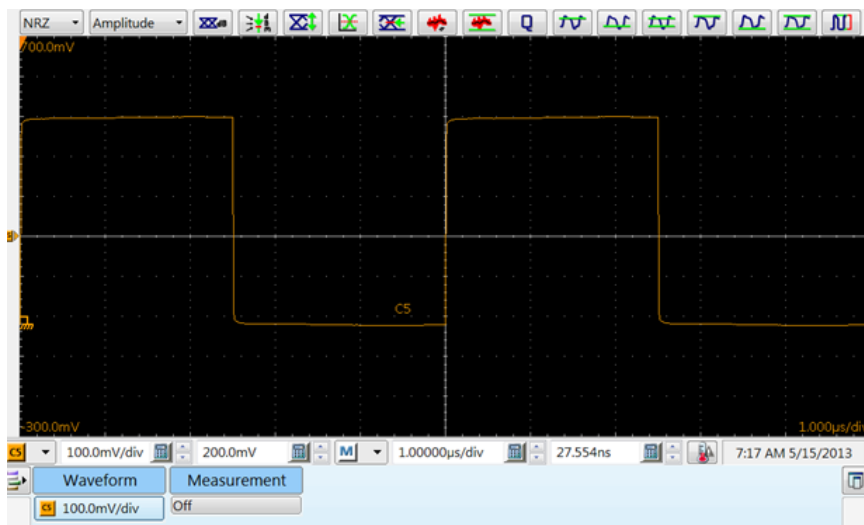 NRZ Amplitude Q
700.0mV
C5
-300.0mV 1.000µs/div
C5 100.0mV/div 200.0mV M 1.00000µs/div 27.554ns 7:17 AM 5/15/2013
Waveform Measurement
C5 100.0mV/div Off